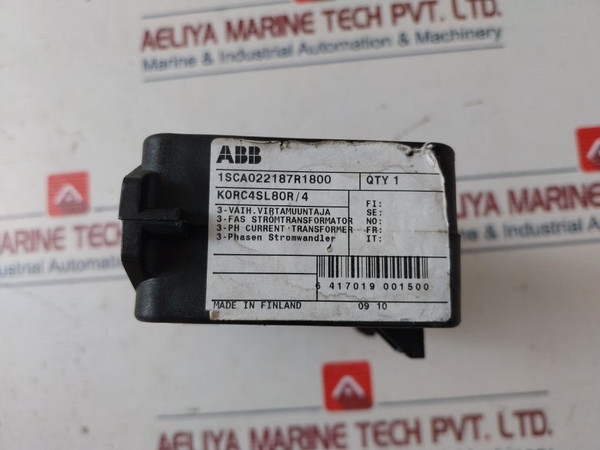 AELIYA MARINE TECH PVT. LTD.
Marine & Industrial Automation & Machinery
ABB
1SCA022187R1800
QTY 1
KORC4SL80R/4
3-VAIH.VIRTAMUUNTAJA
3-FAS STROMTRANSFORMATOR
3-PH CURRENT TRANSFORMER
3-Phasen Stromwandler
FI:
SE:
NO:
FR:
IT:
6 417019 001500
MADE IN FINLAND
09 10
AELIYA MARINE TECH PVT. LTD.